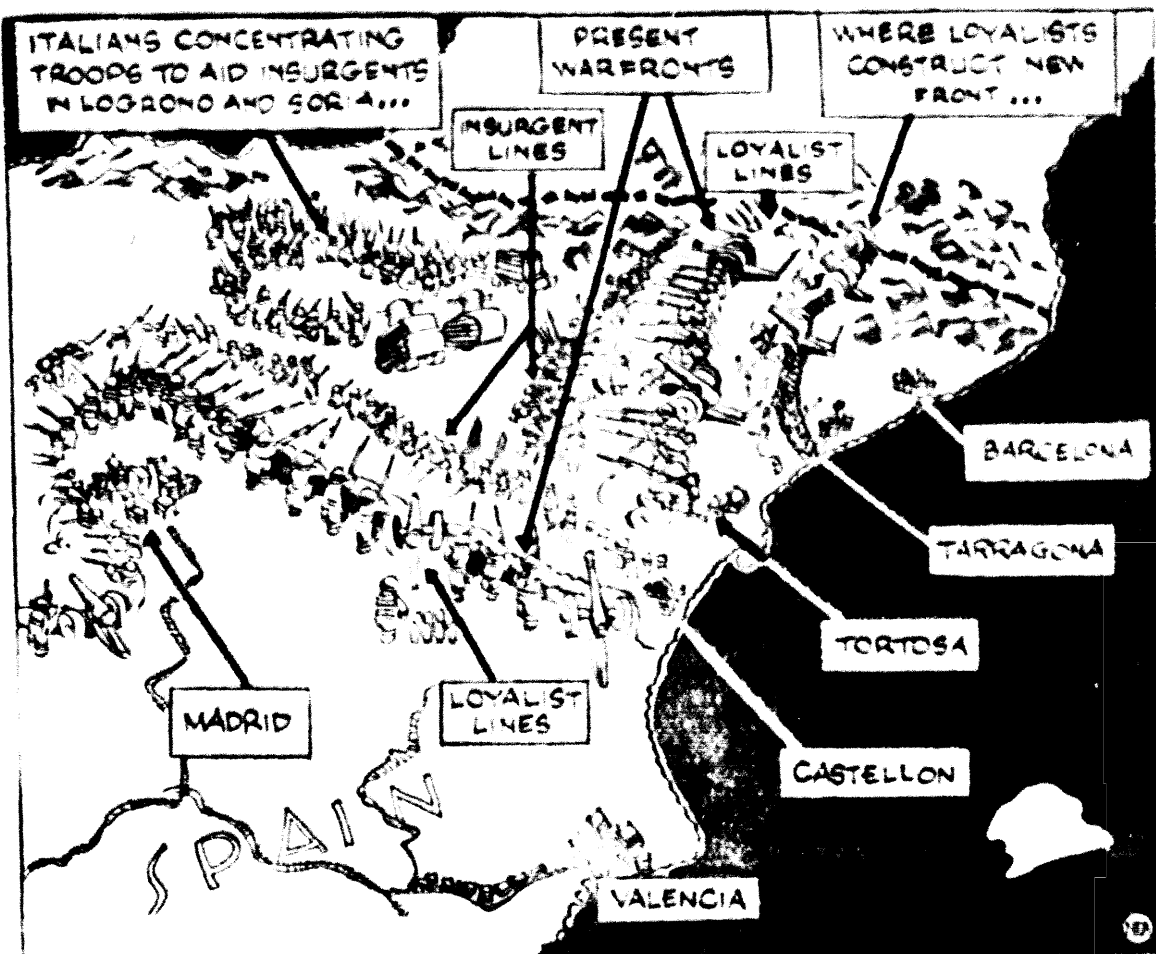 ITALIANS CONCENTRATING
TROOPS TO AID INSURGENTS
IN LOGRONO AND SORIA...
PRESENT
WARFRONTS
WHERE LOYALISTS
CONSTRUCT NEW
FRONT...
INSURGENT
LINES
LOYALIST
LINES
BARCELONA
TARRAGONA
TORTOSA
MADRID
LOYALIST
LINES
CASTELLON
SPAIN
VALENCIA
NEA